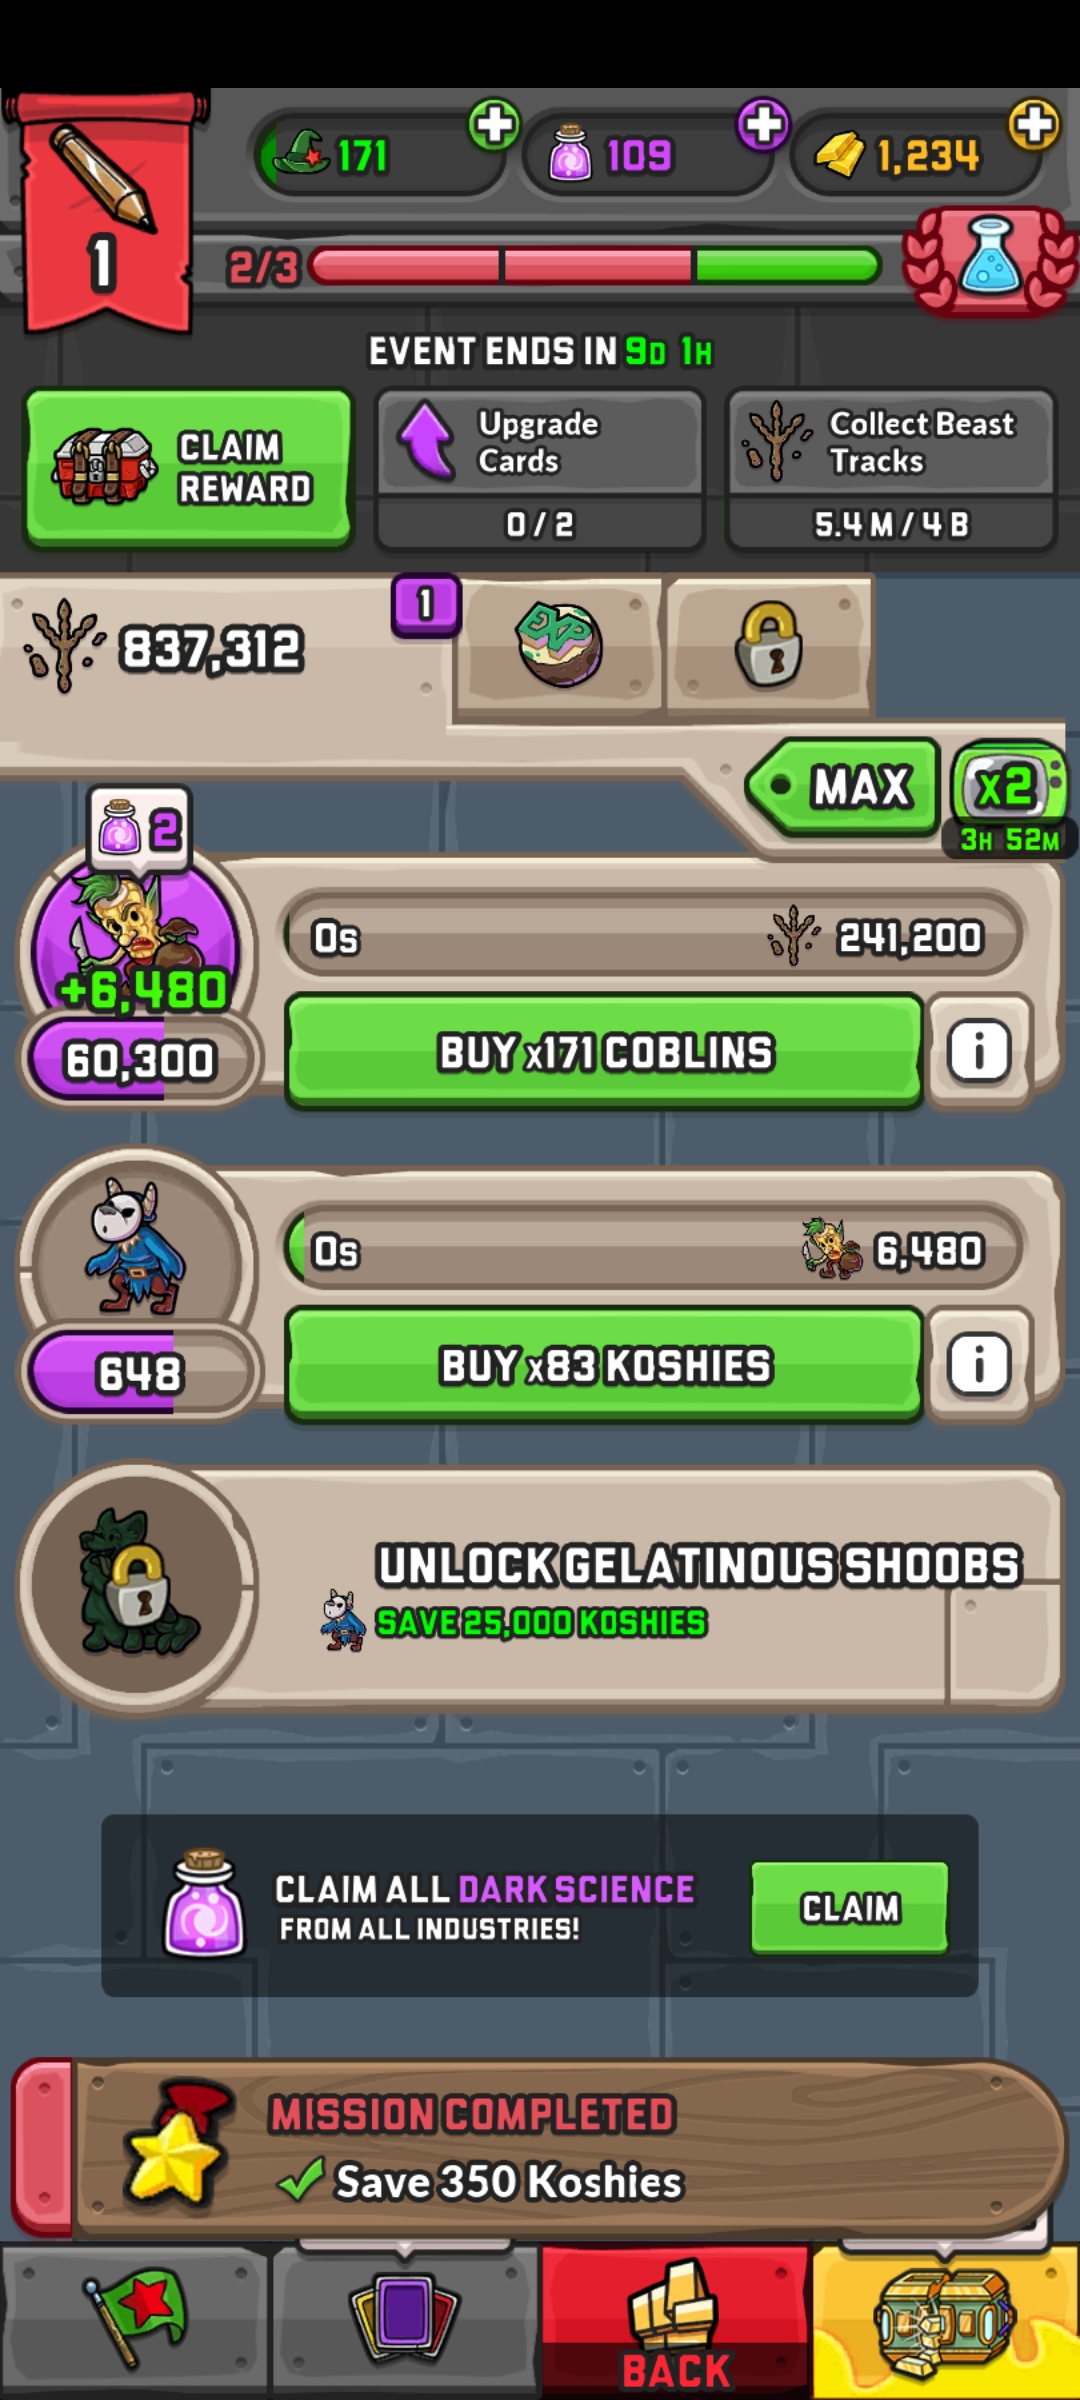 171
109
1,234
1
2/3
EVENT ENDS IN 9D 1H
CLAIM
REWARD
Upgrade
Cards
0 / 2
Collect Beast
Tracks
5.4 M / 4 B
837,312
1
EXP
MAX
x2
3H 52M
2
+6,480
60,300
0s
241,200
BUY x171 COBLINS
i
648
0s
6,480
BUY x83 KOSHIES
i
UNLOCK GELATINOUS SHOOBS
SAVE 25,000 KOSHIES
CLAIM ALL DARK SCIENCE
FROM ALL INDUSTRIES!
CLAIM
MISSION COMPLETED
Save 350 Koshies
BACK